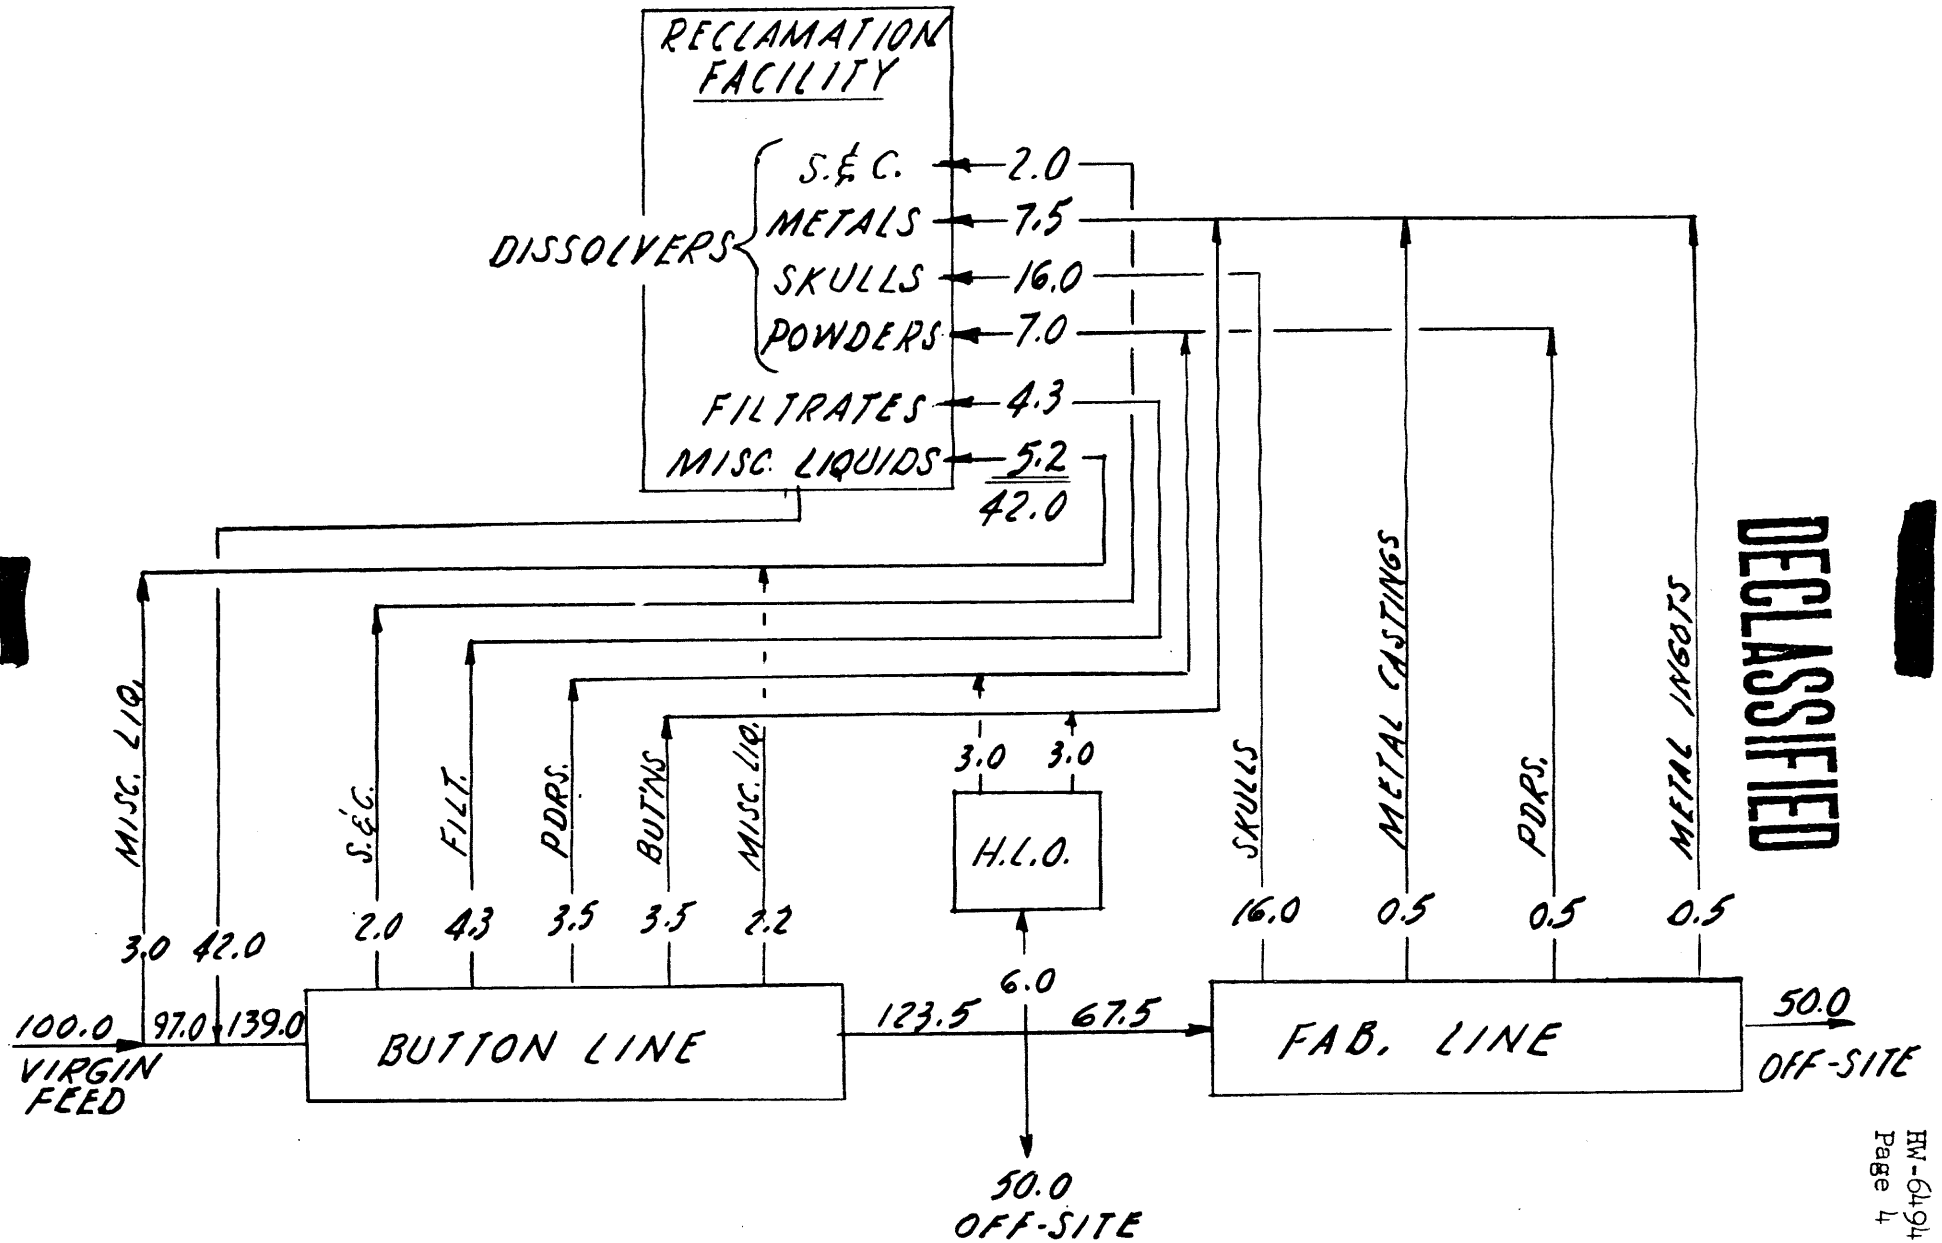 RECLAMATION
FACILITY
DISSOLVERS
S.&C. 2.0
METALS 7.5
SKULLS 16.0
POWDERS 7.0
FILTRATES 4.3
MISC. LIQUIDS 5.2
42.0
MISC. LIQ.
S.&C.
FILT.
PDRS.
BUT'NS
MISC. LIQ.
3.0 3.0
H.L.O.
SKULLS
METAL CASTINGS
PDRS.
METAL INGOTS
DECLASSIFIED
3.0 42.0
2.0 4.3 3.5 3.5 2.2
16.0 0.5 0.5 0.5
6.0
100.0 97.0 139.0
VIRGIN
FEED
BUTTON LINE
123.5 67.5
FAB. LINE
50.0
OFF-SITE
50.0
OFF-SITE
HW-6494
Page 4